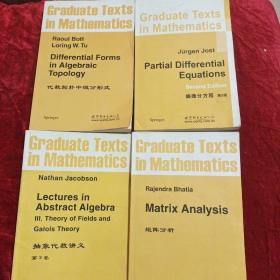 Graduate Texts
in Mathematics
Raoul Bott
Loring W. Tu
Differential Forms
in Algebraic
Topology
代数拓扑中微分形式
Springer
Graduate Texts
in Mathematics
Jürgen Jost
Partial Differential
Equations
Second Edition
偏微分方程 第2版
Springer
Graduate Texts
in Mathematics
Nathan Jacobson
Lectures in
Abstract Algebra
III. Theory of Fields and
Galois Theory
抽象代数讲义
第3卷
Graduate Texts
in Mathematics
Rajendra Bhatia
Matrix Analysis
矩阵分析